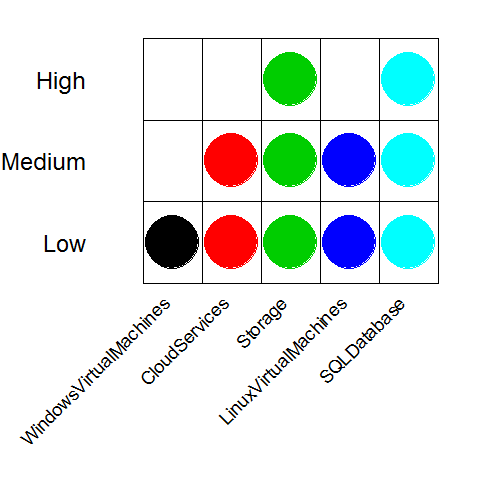 High
Medium
Low
WindowsVirtualMachines
CloudServices
Storage
LinuxVirtualMachines
SQLDatabase